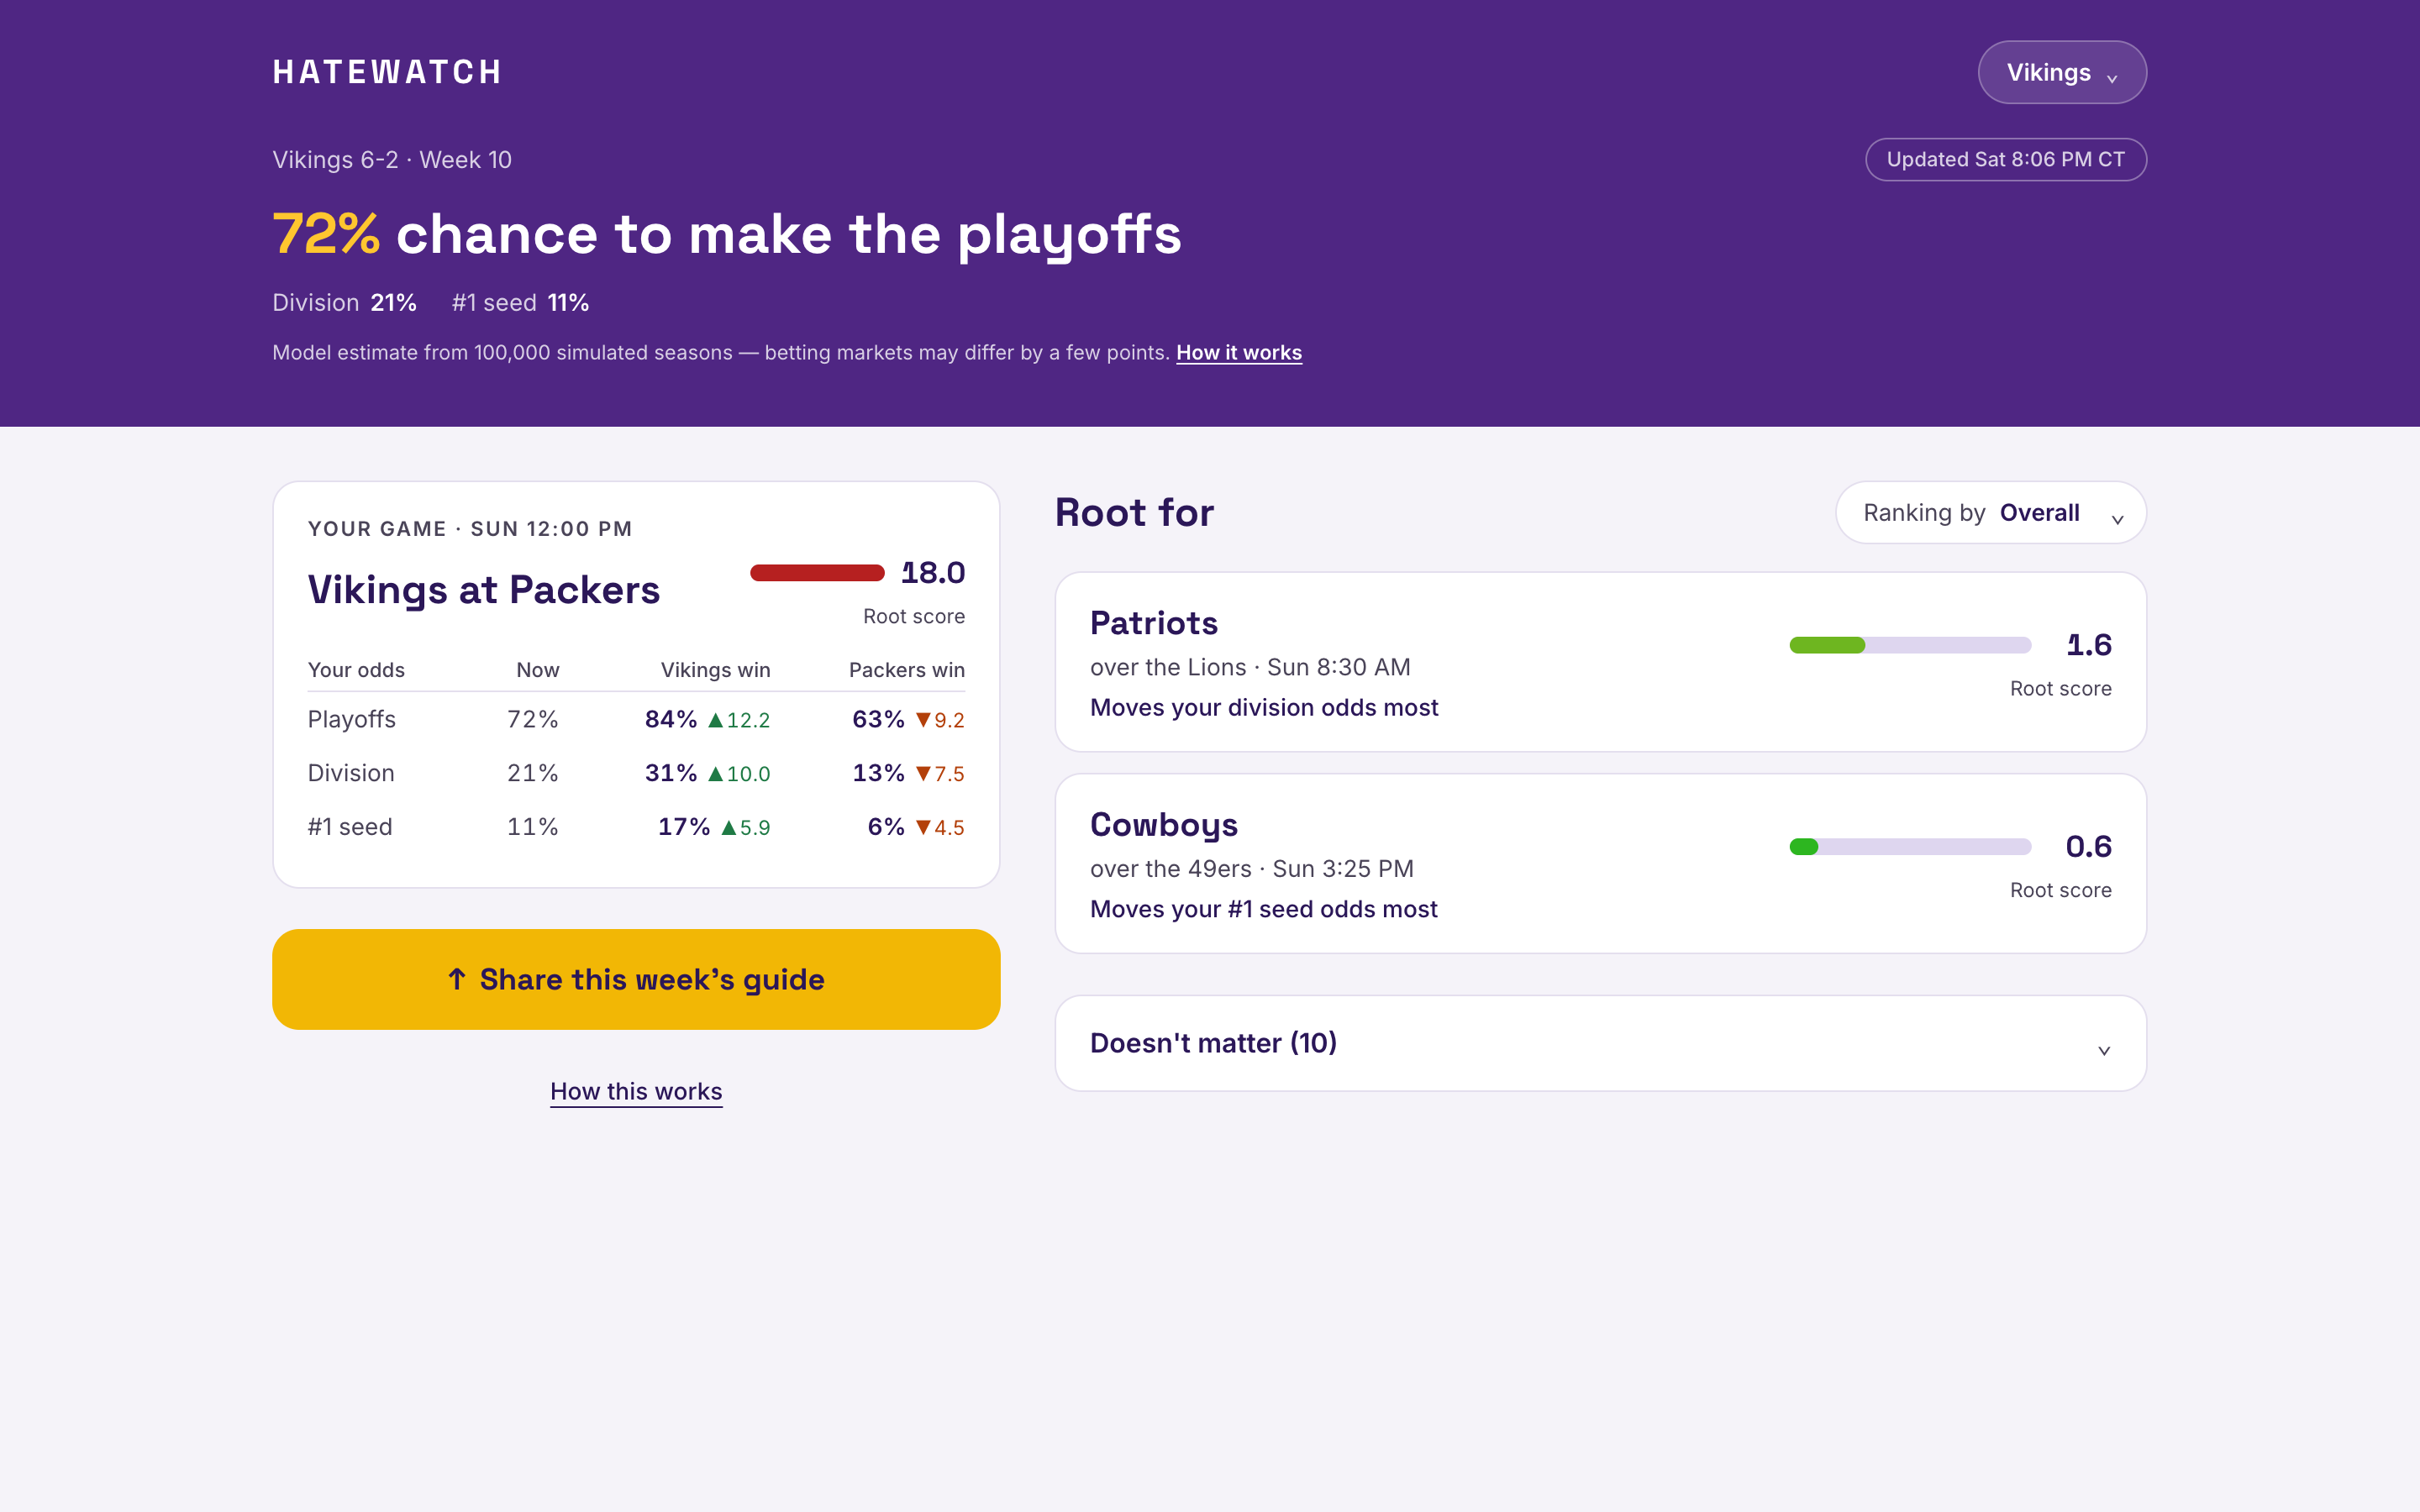 HATEWATCH
Vikings
Vikings 6-2 · Week 10
Updated Sat 8:06 PM CT
72% chance to make the playoffs
Division 21% #1 seed 11%
Model estimate from 100,000 simulated seasons — betting markets may differ by a few points. How it works
YOUR GAME · SUN 12:00 PM
Vikings at Packers
18.0
Root score
Your odds Now Vikings win Packers win
Playoffs 72% 84% ▲12.2 63% ▼9.2
Division 21% 31% ▲10.0 13% ▼7.5
#1 seed 11% 17% ▲5.9 6% ▼4.5
↑ Share this week’s guide
How this works
Root for
Ranking by Overall
Patriots
over the Lions · Sun 8:30 AM
Moves your division odds most
1.6
Root score
Cowboys
over the 49ers · Sun 3:25 PM
Moves your #1 seed odds most
0.6
Root score
Doesn't matter (10)